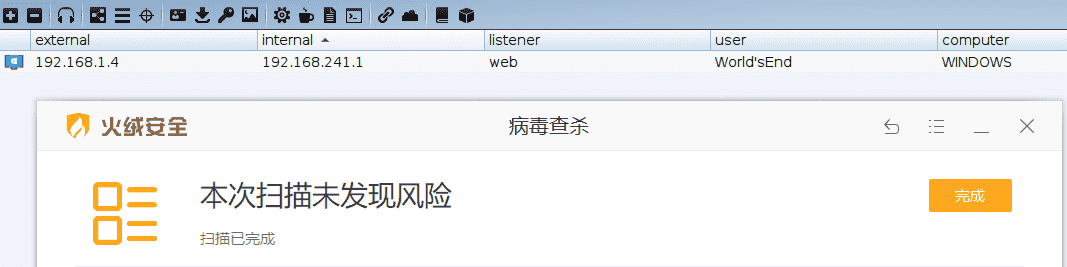 external internal listener user computer
192.168.1.4 192.168.241.1 web World'sEnd WINDOWS
火绒安全 病毒查杀
本次扫描未发现风险 完成
扫描已完成